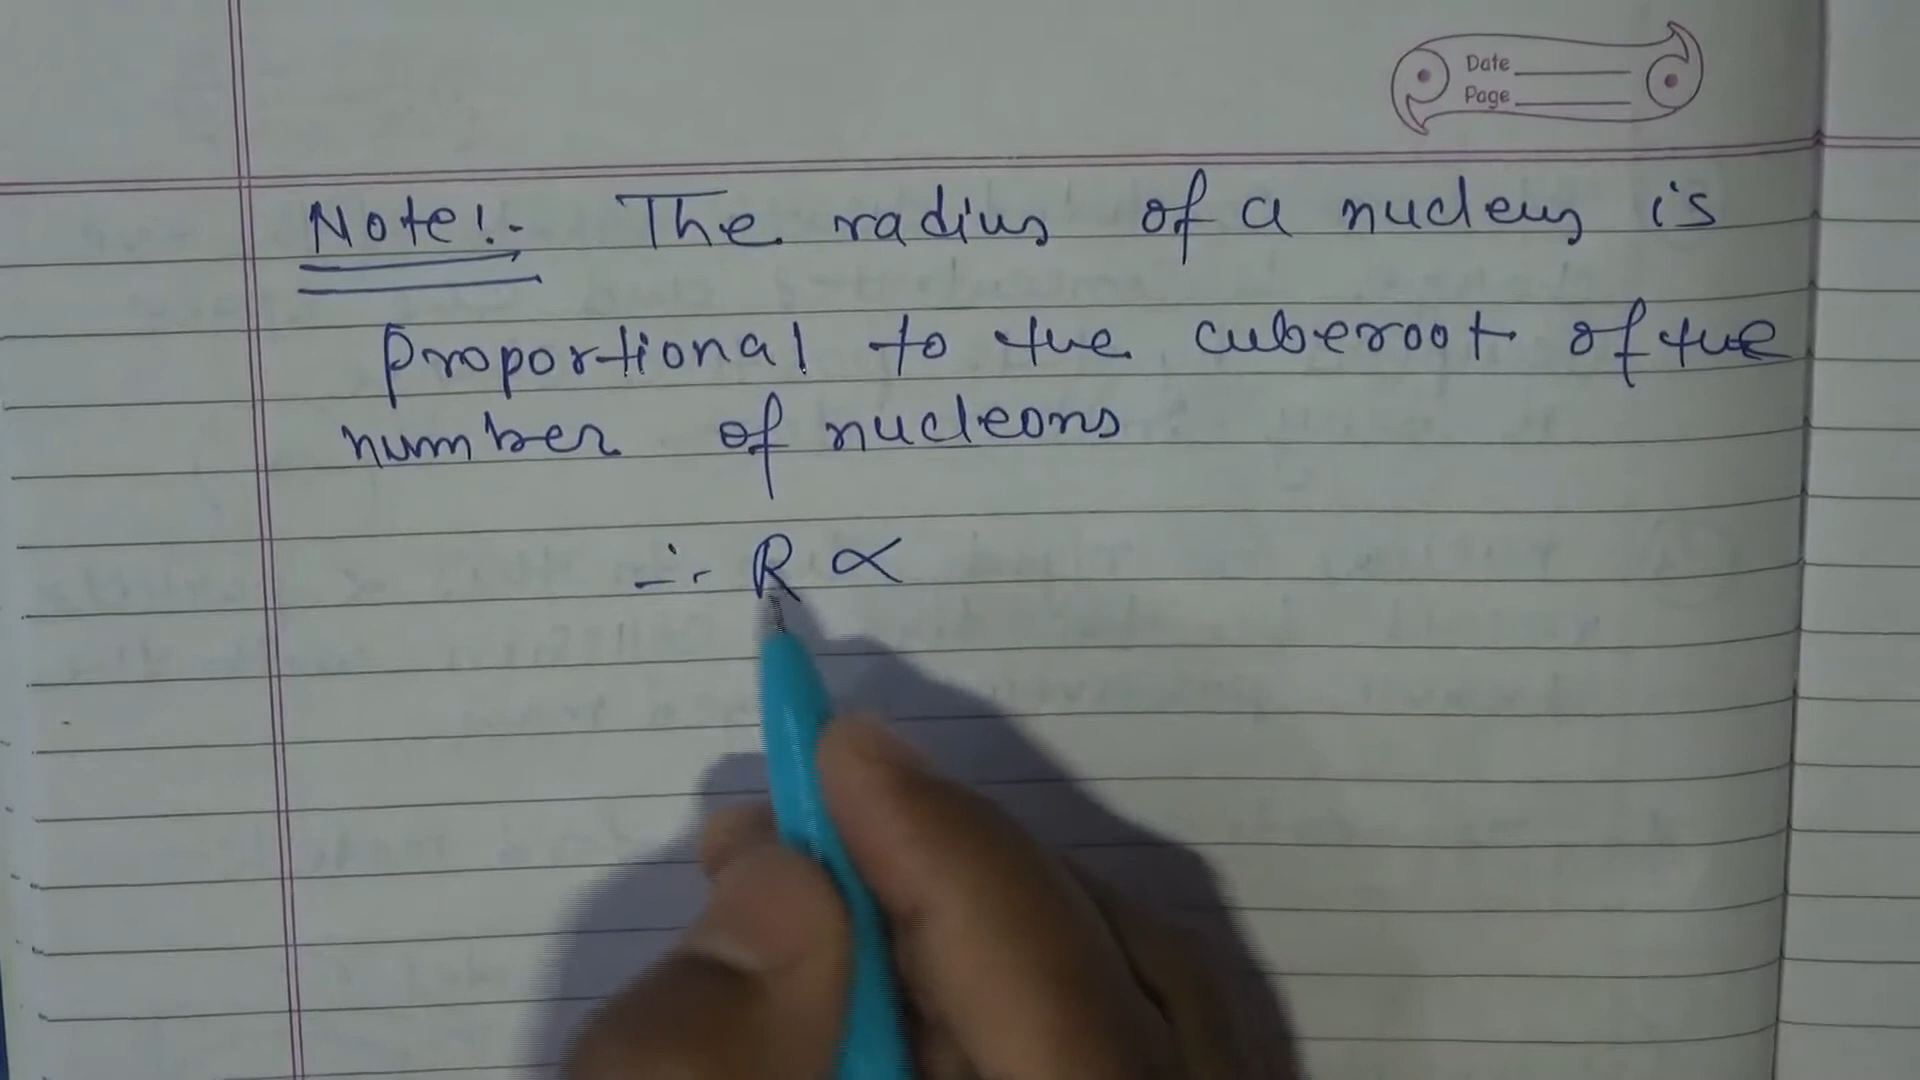 Date
Page
Note:- The radius of a nucleus is
proportional to the cuberoot of the
number of nucleons
∴ R ∝